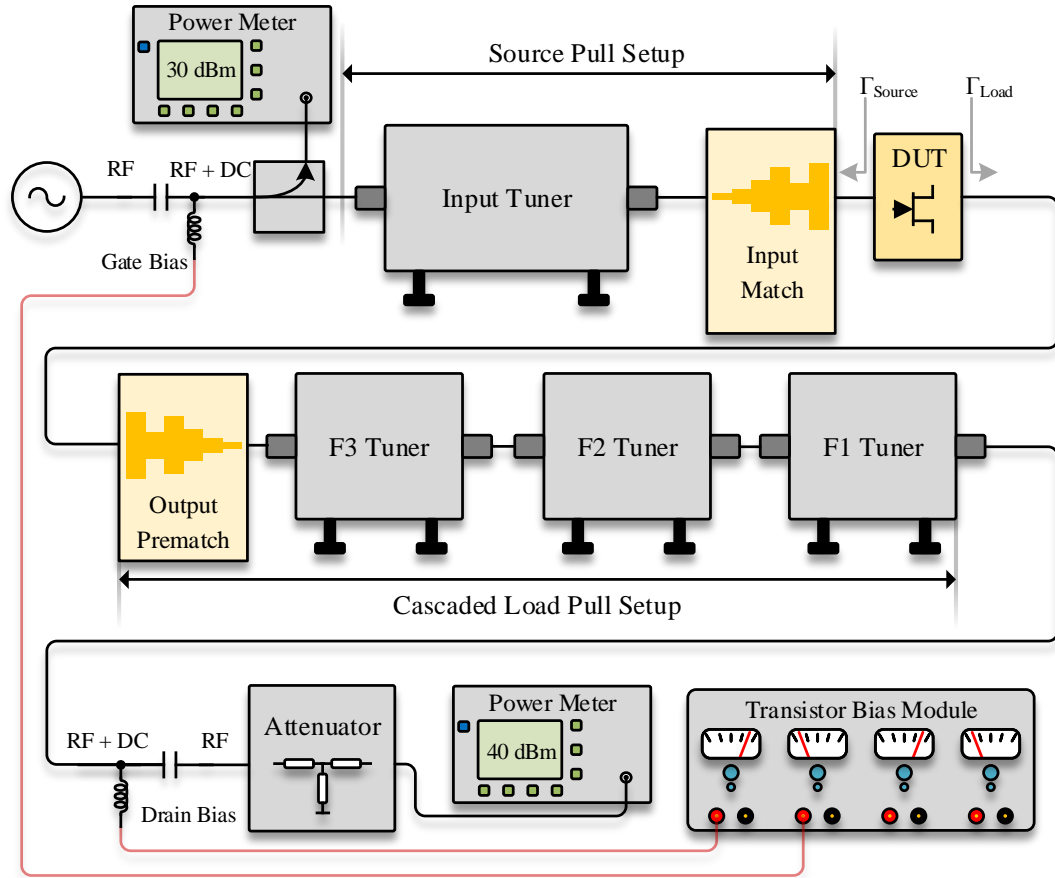 Power Meter
30 dBm
Source Pull Setup
ΓSource
ΓLoad
RF
RF + DC
Input Tuner
DUT
Gate Bias
Input
Match
F3 Tuner
F2 Tuner
F1 Tuner
Output
Prematch
Cascaded Load Pull Setup
Power Meter
Transistor Bias Module
Attenuator
RF + DC
RF
40 dBm
Drain Bias